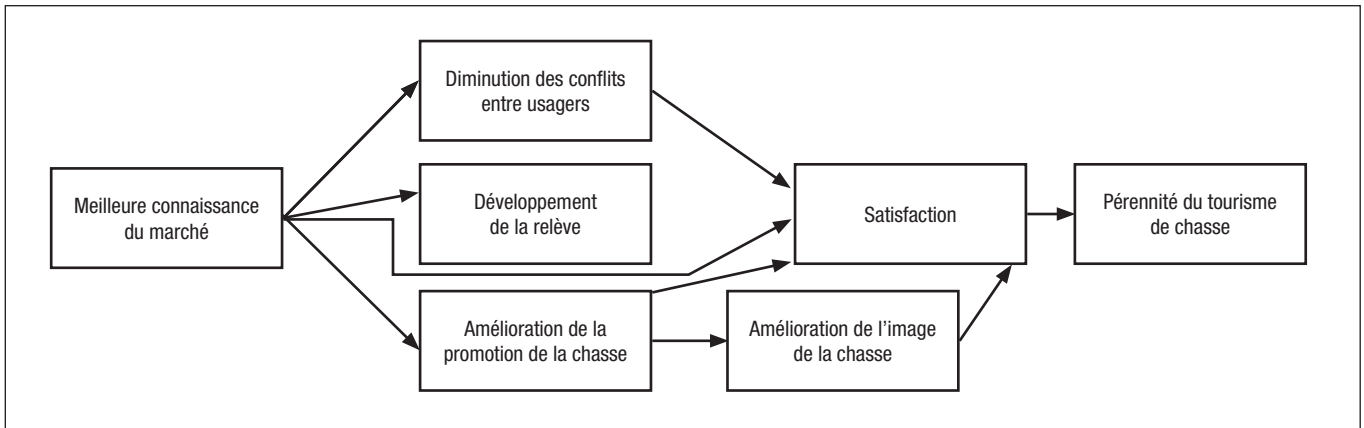 Diminution des conflits
entre usagers
Meilleure connaissance
du marché
Développement
de la relève
Satisfaction
Pérennité du tourisme
de chasse
Amélioration de la
promotion de la chasse
Amélioration de l’image
de la chasse